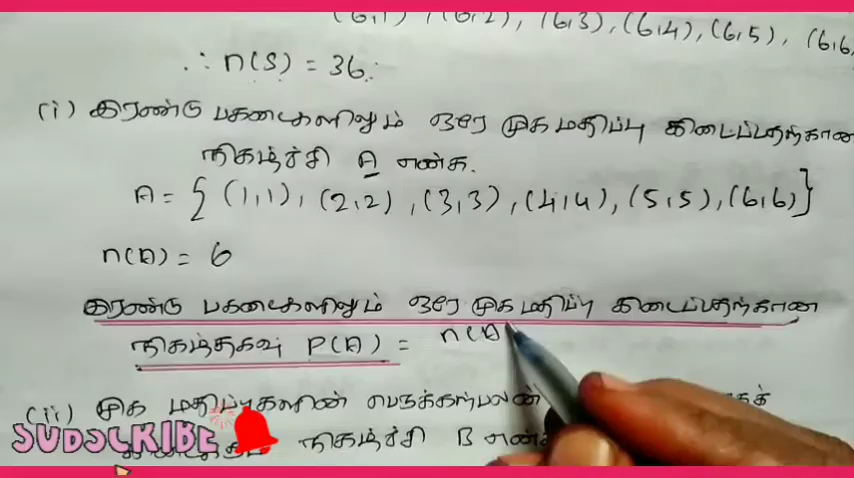 (6,1), (6,2), (6,3), (6,4), (6,5), (6,6
∴ n(S) = 36.
(i) இரண்டு பகடைகளிலும் ஒரே முக மதிப்பு கிடைப்பதற்கான
நிகழ்ச்சி A என்க.
A = { (1,1), (2,2), (3,3), (4,4), (5,5), (6,6) }
n(A) = 6
இரண்டு பகடைகளிலும் ஒரே முக மதிப்பு கிடைப்பதற்கான
நிகழ்தகவு P(A) = n(A
(ii) முக மதிப்புகளின் பெருக்கற்பலன்
நிகழ்ச்சி B என்க
SUBSCRIBE